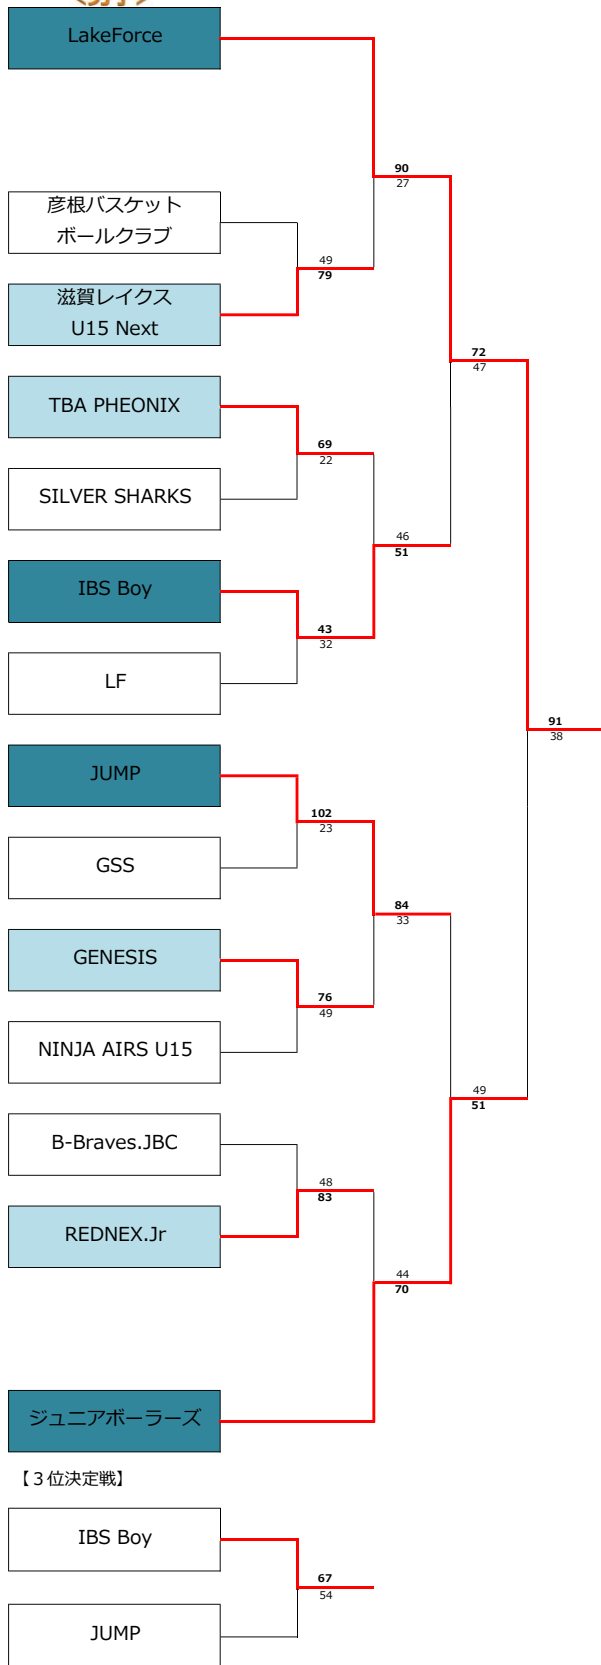 LakeForce
90
27
彦根バスケット
ボールクラブ
49
79
滋賀レイクス
U15 Next
72
47
TBA PHEONIX
69
22
SILVER SHARKS
46
51
IBS Boy
43
32
LF
91
38
JUMP
102
23
GSS
84
33
GENESIS
76
49
NINJA AIRS U15
49
51
B-Braves.JBC
48
83
REDNEX.Jr
44
70
ジュニアボーラーズ
【３位決定戦】
IBS Boy
67
54
JUMP